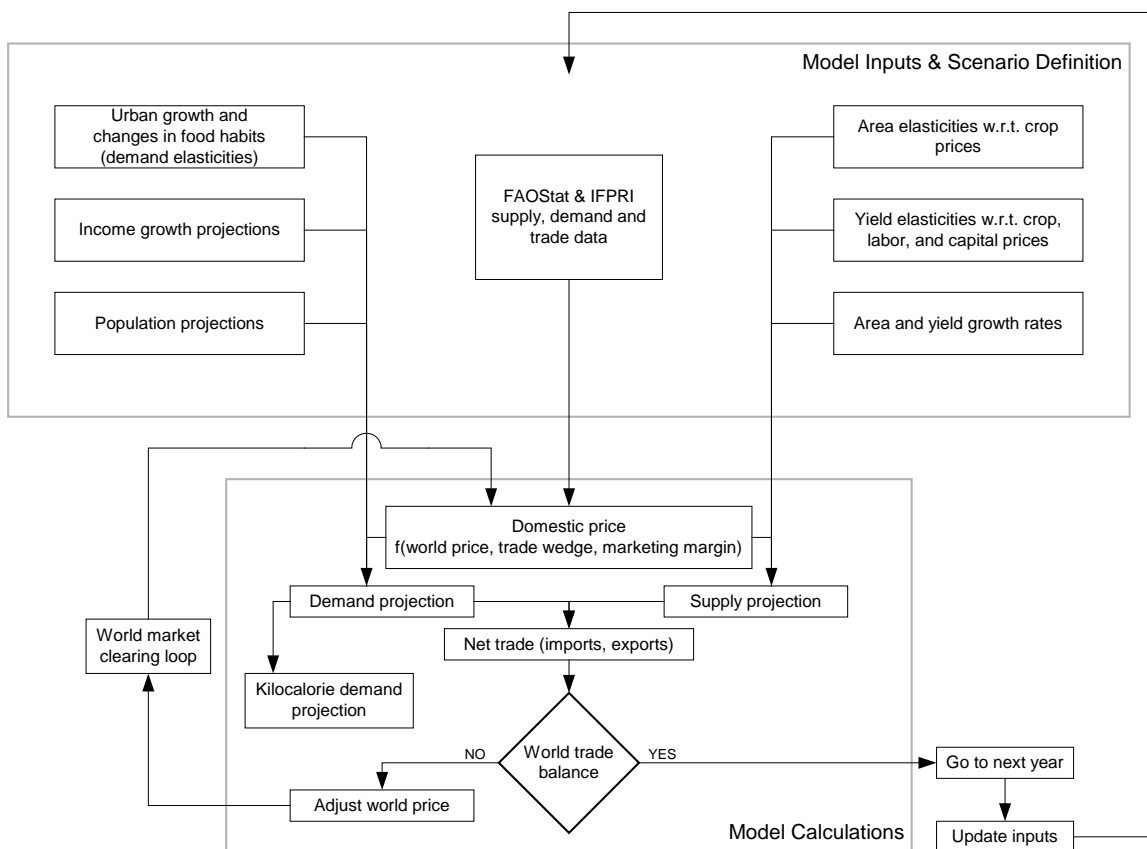 Model Inputs & Scenario Definition
Urban growth and
changes in food habits
(demand elasticities)
Income growth projections
Population projections
FAOStat & IFPRI
supply, demand and
trade data
Area elasticities w.r.t. crop
prices
Yield elasticities w.r.t. crop,
labor, and capital prices
Area and yield growth rates
Domestic price
f(world price, trade wedge, marketing margin)
Demand projection
Supply projection
World market
clearing loop
Net trade (imports, exports)
Kilocalorie demand
projection
World trade
balance
NO
YES
Adjust world price
Go to next year
Update inputs
Model Calculations